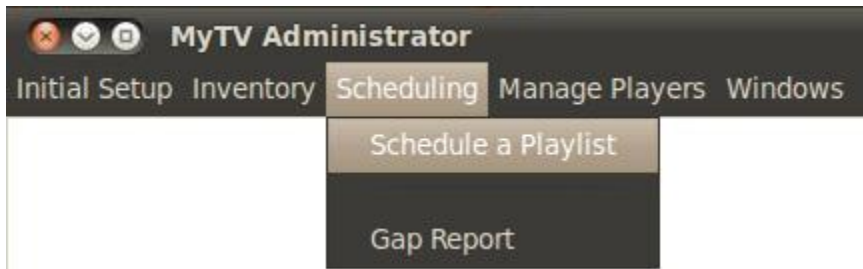 MyTV Administrator
Initial Setup Inventory Scheduling Manage Players Windows
Schedule a Playlist
Gap Report